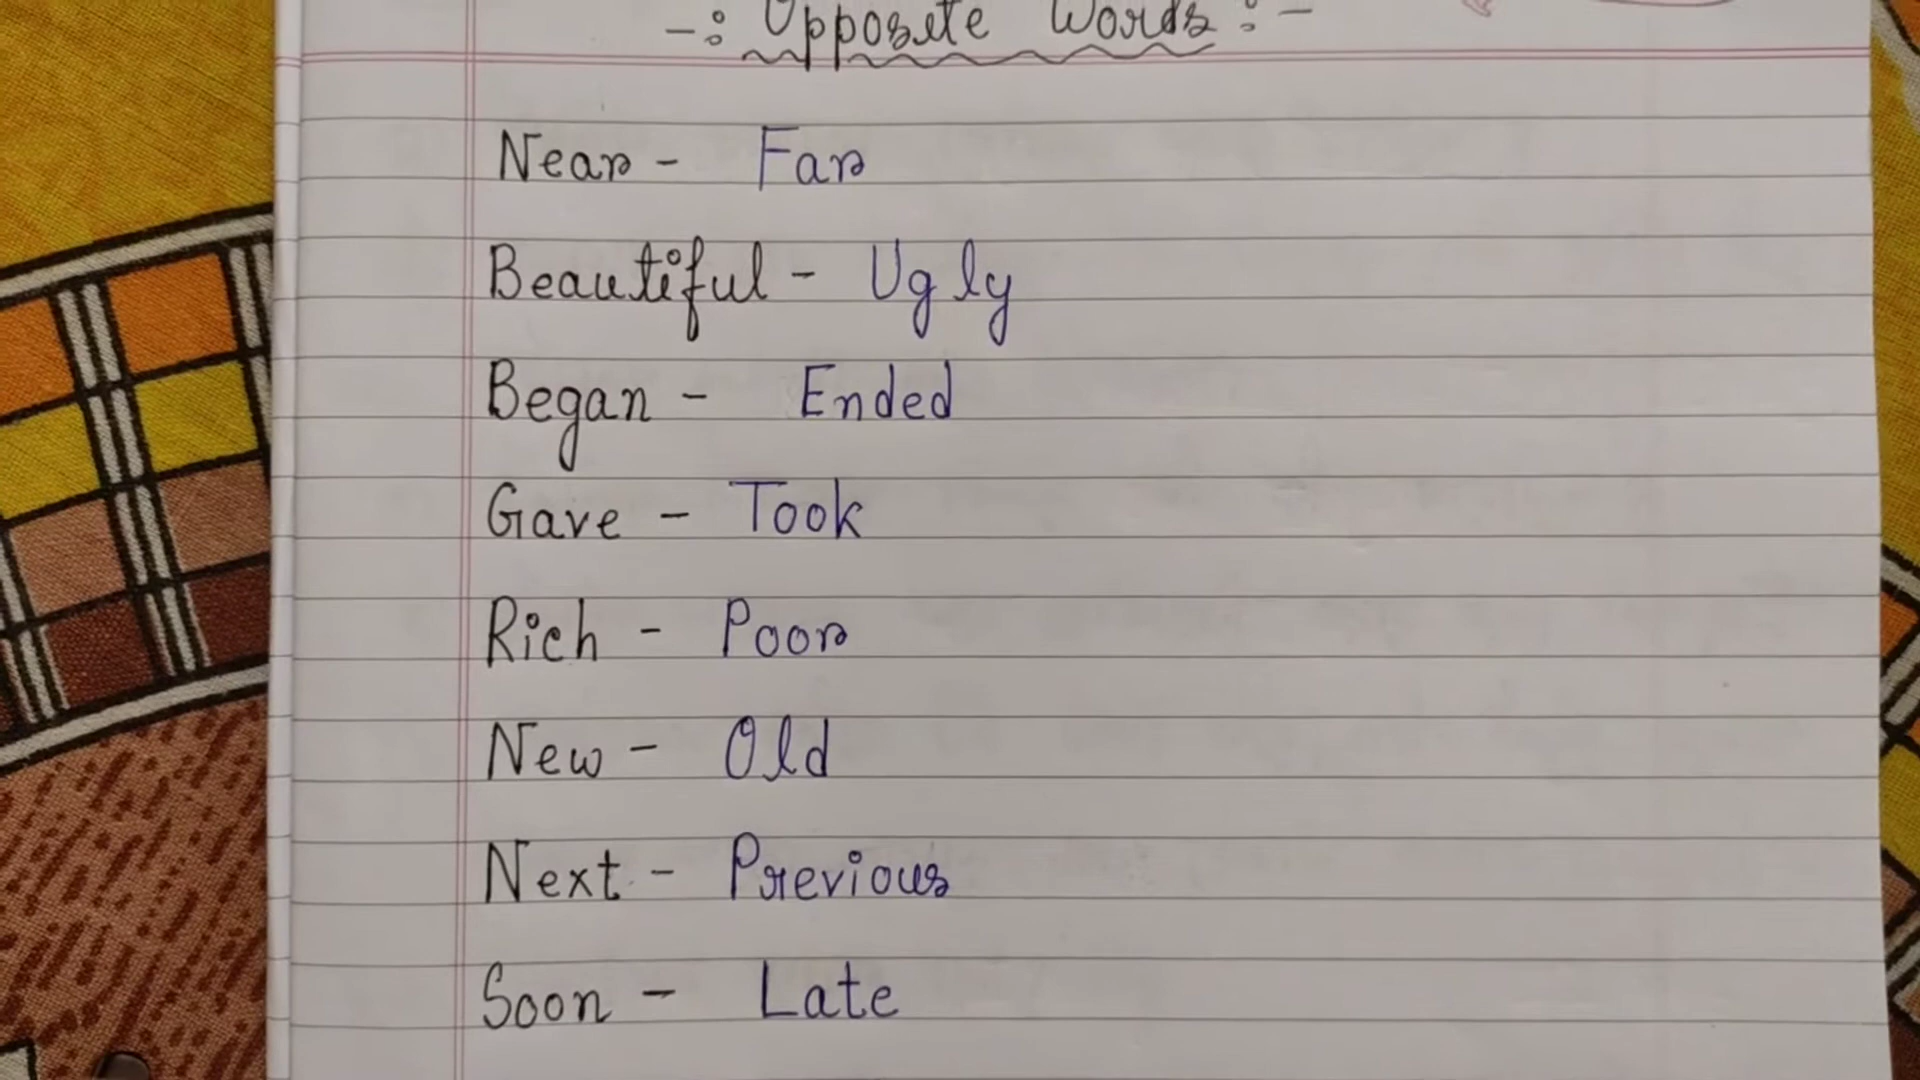 -: Opposite Words :-
Near - Far
Beautiful - Ugly
Began - Ended
Gave - Took
Rich - Poor
New - Old
Next - Previous
Soon - Late